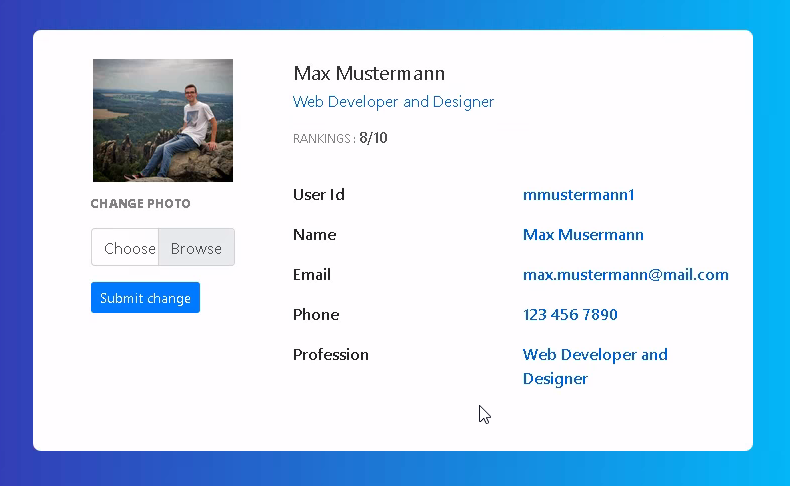 Max Mustermann
Web Developer and Designer
RANKINGS : 8/10
CHANGE PHOTO
Choose Browse
Submit change
User Id mmustermann1
Name Max Musermann
Email max.mustermann@mail.com
Phone 123 456 7890
Profession Web Developer and
Designer